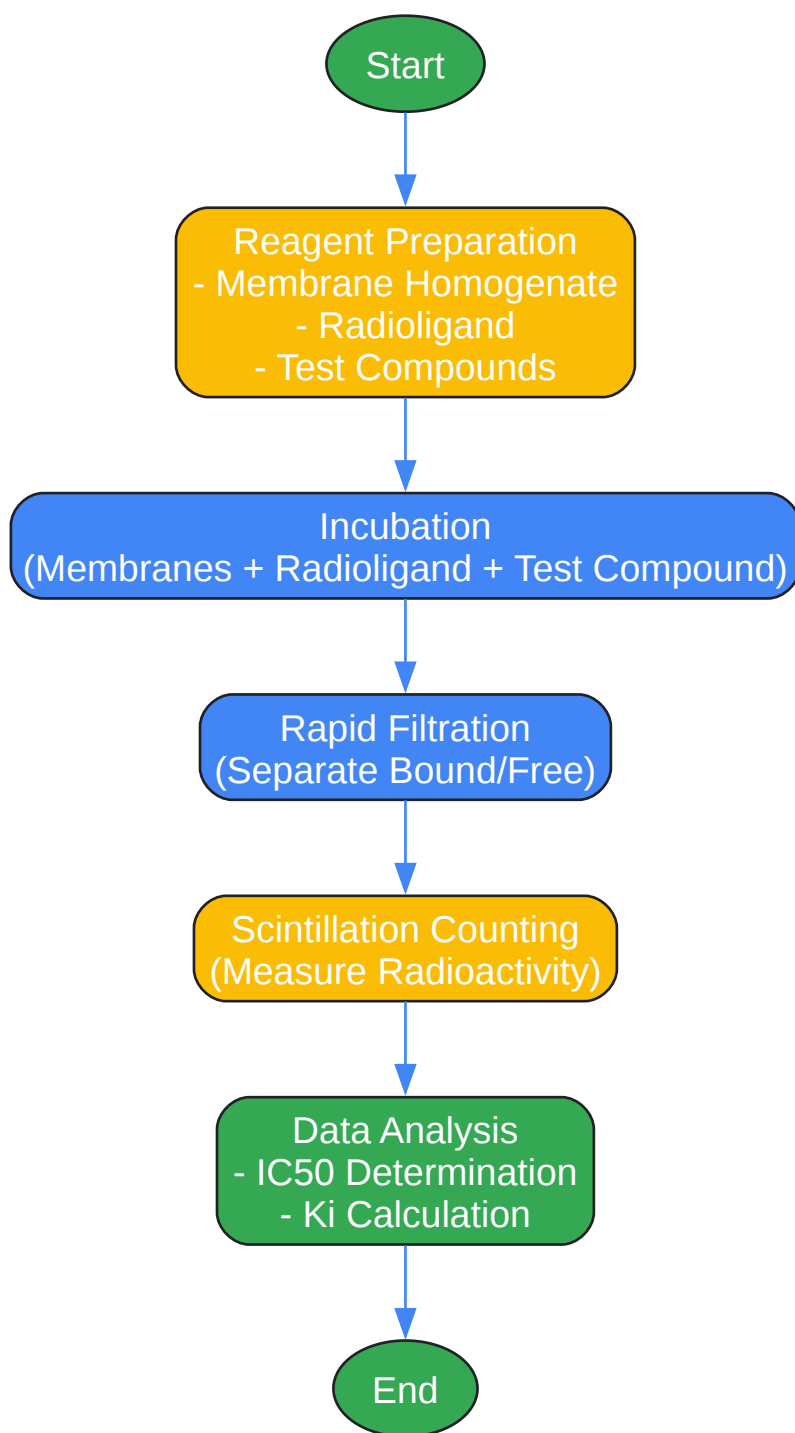 Start
Reagent Preparation
- Membrane Homogenate
- Radioligand
- Test Compounds
Incubation
(Membranes + Radioligand + Test Compound)
Rapid Filtration
(Separate Bound/Free)
Scintillation Counting
(Measure Radioactivity)
Data Analysis
- IC50 Determination
- Ki Calculation
End